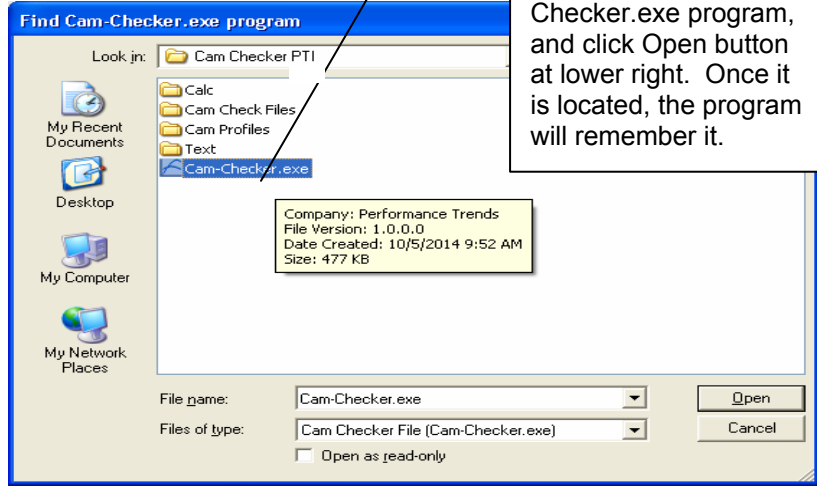 Find Cam-Checker.exe program
Checker.exe program,
and click Open button
at lower right. Once it
is located, the program
will remember it.
Look in:
Cam Checker PTI
My Recent
Documents
Desktop
My Computer
My Network
Places
Calc
Cam Check Files
Cam Profiles
Text
Cam-Checker.exe
Company: Performance Trends
File Version: 1.0.0.0
Date Created: 10/5/2014 9:52 AM
Size: 477 KB
File name:
Cam-Checker.exe
Open
Files of type:
Cam Checker File (Cam-Checker.exe)
Cancel
Open as read-only